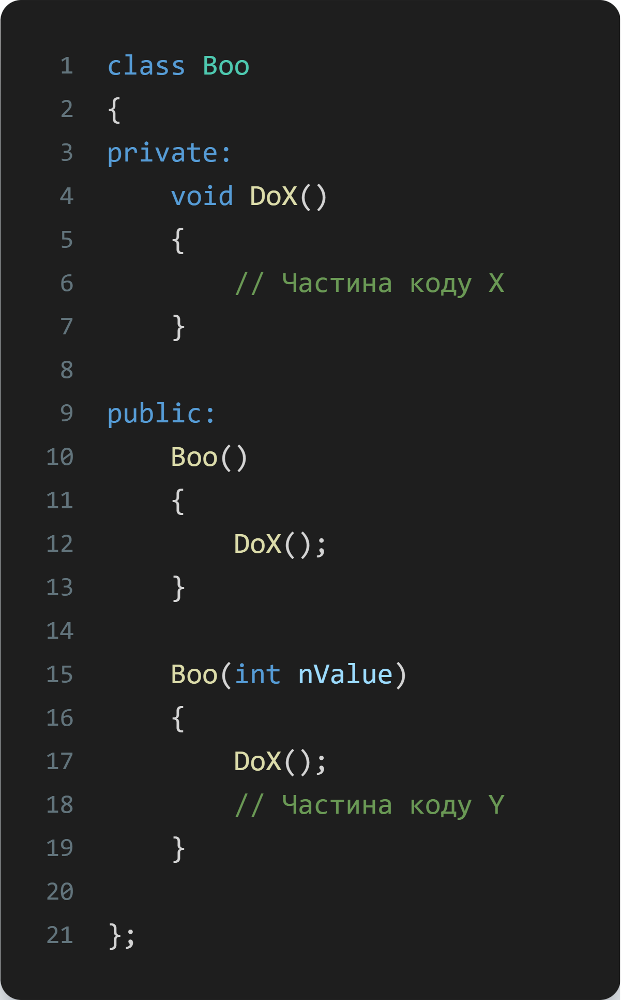 1 class Boo
2 {
3 private:
4     void DoX()
5     {
6         // Частина коду X
7     }
8
9 public:
10     Boo()
11     {
12         DoX();
13     }
14
15     Boo(int nValue)
16     {
17         DoX();
18         // Частина коду Y
19     }
20
21 };